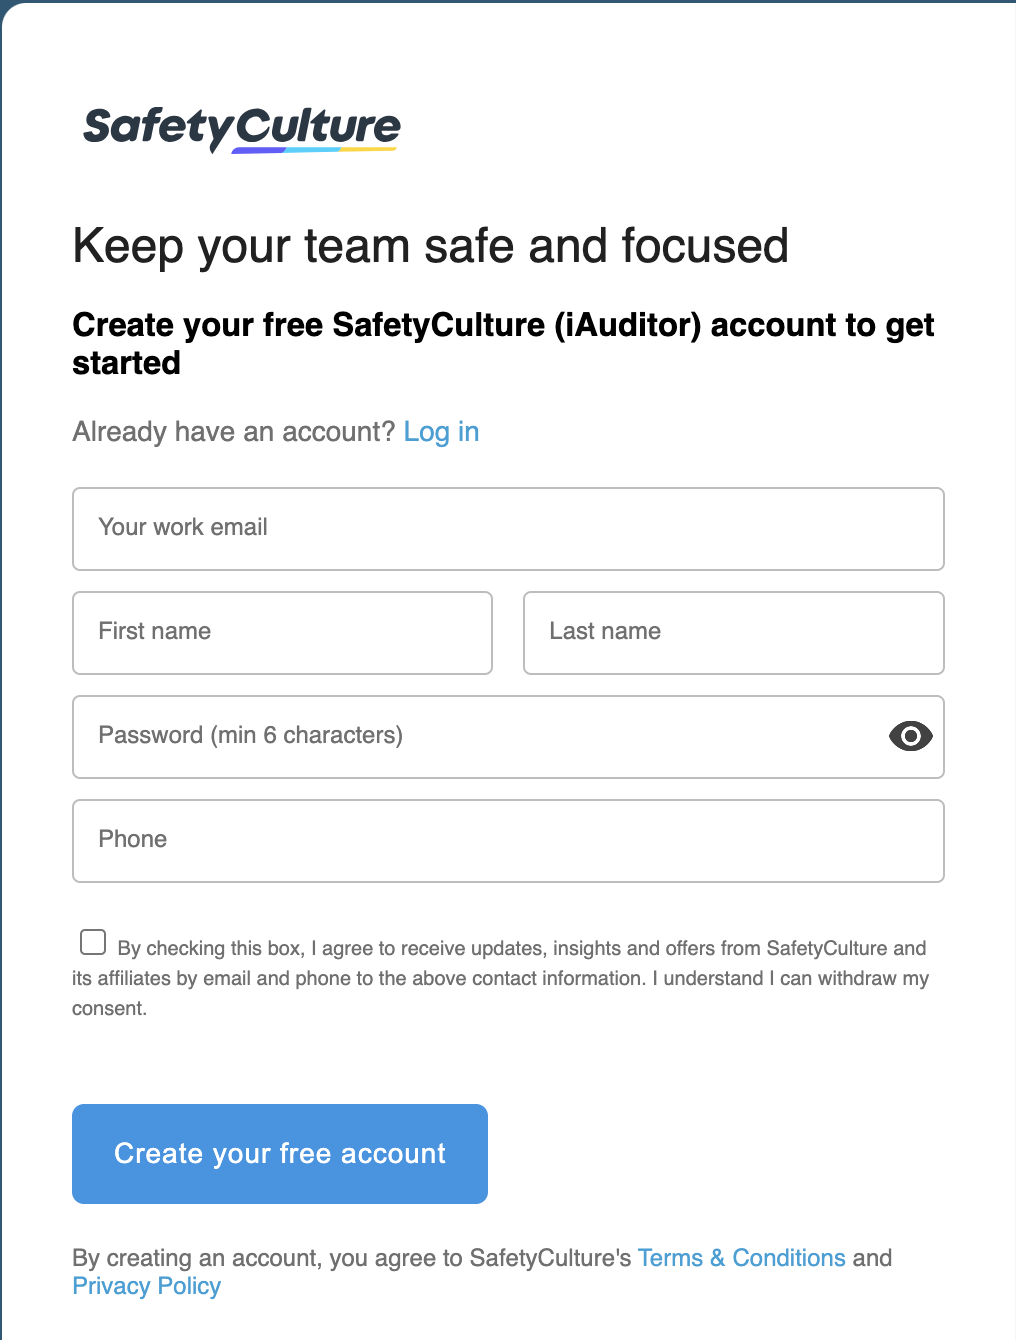 SafetyCulture
Keep your team safe and focused
Create your free SafetyCulture (iAuditor) account to get
started
Already have an account? Log in
Your work email
First name
Last name
Password (min 6 characters)
Phone
By checking this box, I agree to receive updates, insights and offers from SafetyCulture and
its affiliates by email and phone to the above contact information. I understand I can withdraw my
consent.
Create your free account
By creating an account, you agree to SafetyCulture's Terms & Conditions and
Privacy Policy